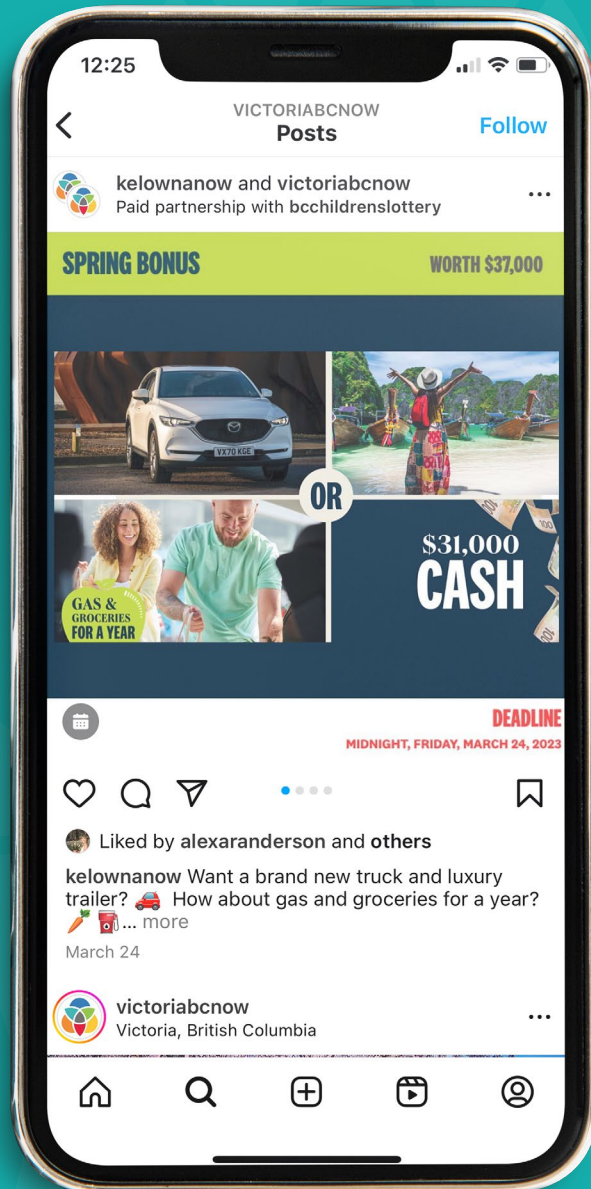 12:25
VICTORIABCNOW
Posts
Follow
kelownanow and victoriabcnow
Paid partnership with bcchildrenslottery
SPRING BONUS
WORTH $37,000
VX70 KGE
OR
GAS &
GROCERIES
FOR A YEAR
$31,000
CASH
100
100
DEADLINE
MIDNIGHT, FRIDAY, MARCH 24, 2023
Liked by alexaranderson and others
kelownanow Want a brand new truck and luxury
trailer? 🚗 How about gas and groceries for a year?
🥕 ⛽... more
March 24
victoriabcnow
Victoria, British Columbia